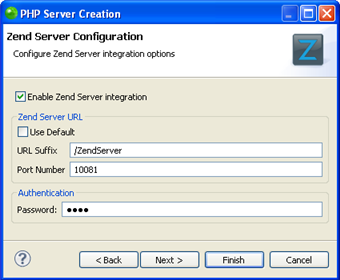 PHP Server Creation
Zend Server Configuration
Configure Zend Server integration options
Enable Zend Server integration
Zend Server URL
Use Default
URL Suffix /ZendServer
Port Number 10081
Authentication
Password: ●●●●
? < Back Next > Finish Cancel